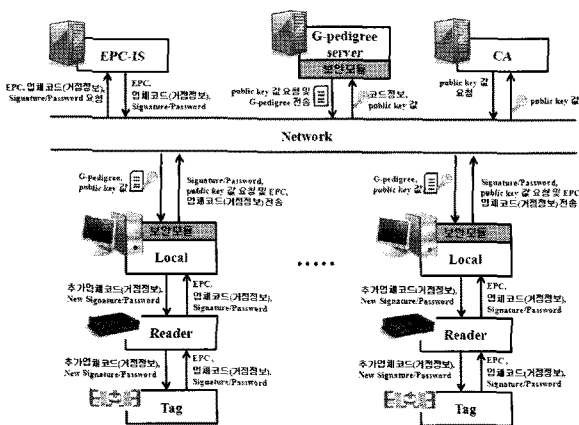 EPC-IS
G-pedigree
server
보안모듈
CA
EPC, 업체코드(거점정보),
Signature/Password 요청
EPC,
업체코드(거점정보),
Signature/Password
public key 값 요청 및
G-pedigree 전송
코드정보,
public key 값
public key 값
요청
public key 값
Network
G-pedigree,
public key 값
Signature/Password,
public key 값 요청 및 EPC,
업체코드(거점정보) 전송
G-pedigree,
public key 값
Signature/Password,
public key 값 요청 및 EPC
업체코드(거점정보) 전송
보안모듈
Local
.....
보안모듈
Local
추가업체코드(거점정보),
New Signature/Password
EPC,
업체코드(거점정보),
Signature/Password
추가업체코드(거점정보),
New Signature/Password
EPC,
업체코드(거점정보),
Signature/Password
Reader
Reader
추가업체코드(거점정보),
New Signature/Password
EPC,
업체코드(거점정보),
Signature/Password
추가업체코드(거점정보),
New Signature/Password
EPC,
업체코드(거점정보),
Signature/Password
Tag
Tag